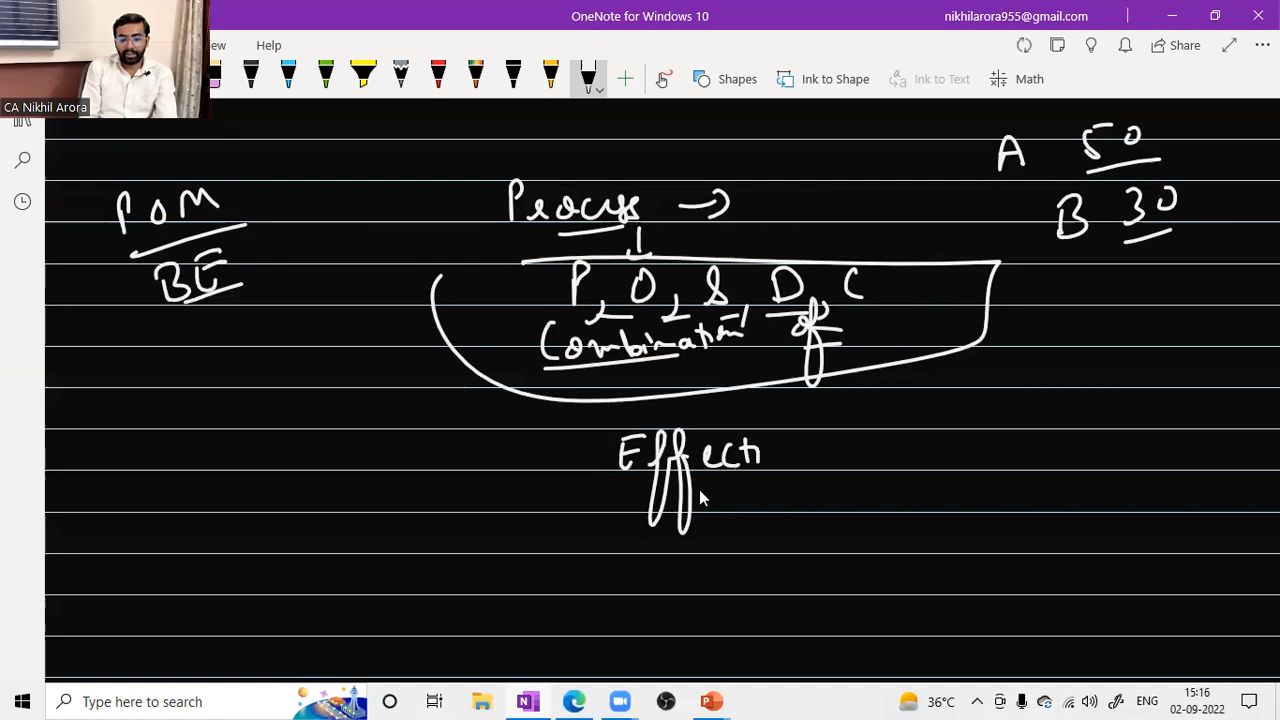 OneNote for Windows 10
nikhilarora955@gmail.com
ew Help
Share
Shapes
Ink to Shape
Ink to Text
Math
CA Nikhil Arora
A 50
B 30
POM
BE
Process →
P, O, S, D, C
Combination of
Effecti
Type here to search
36°C
ENG
15:16
02-09-2022